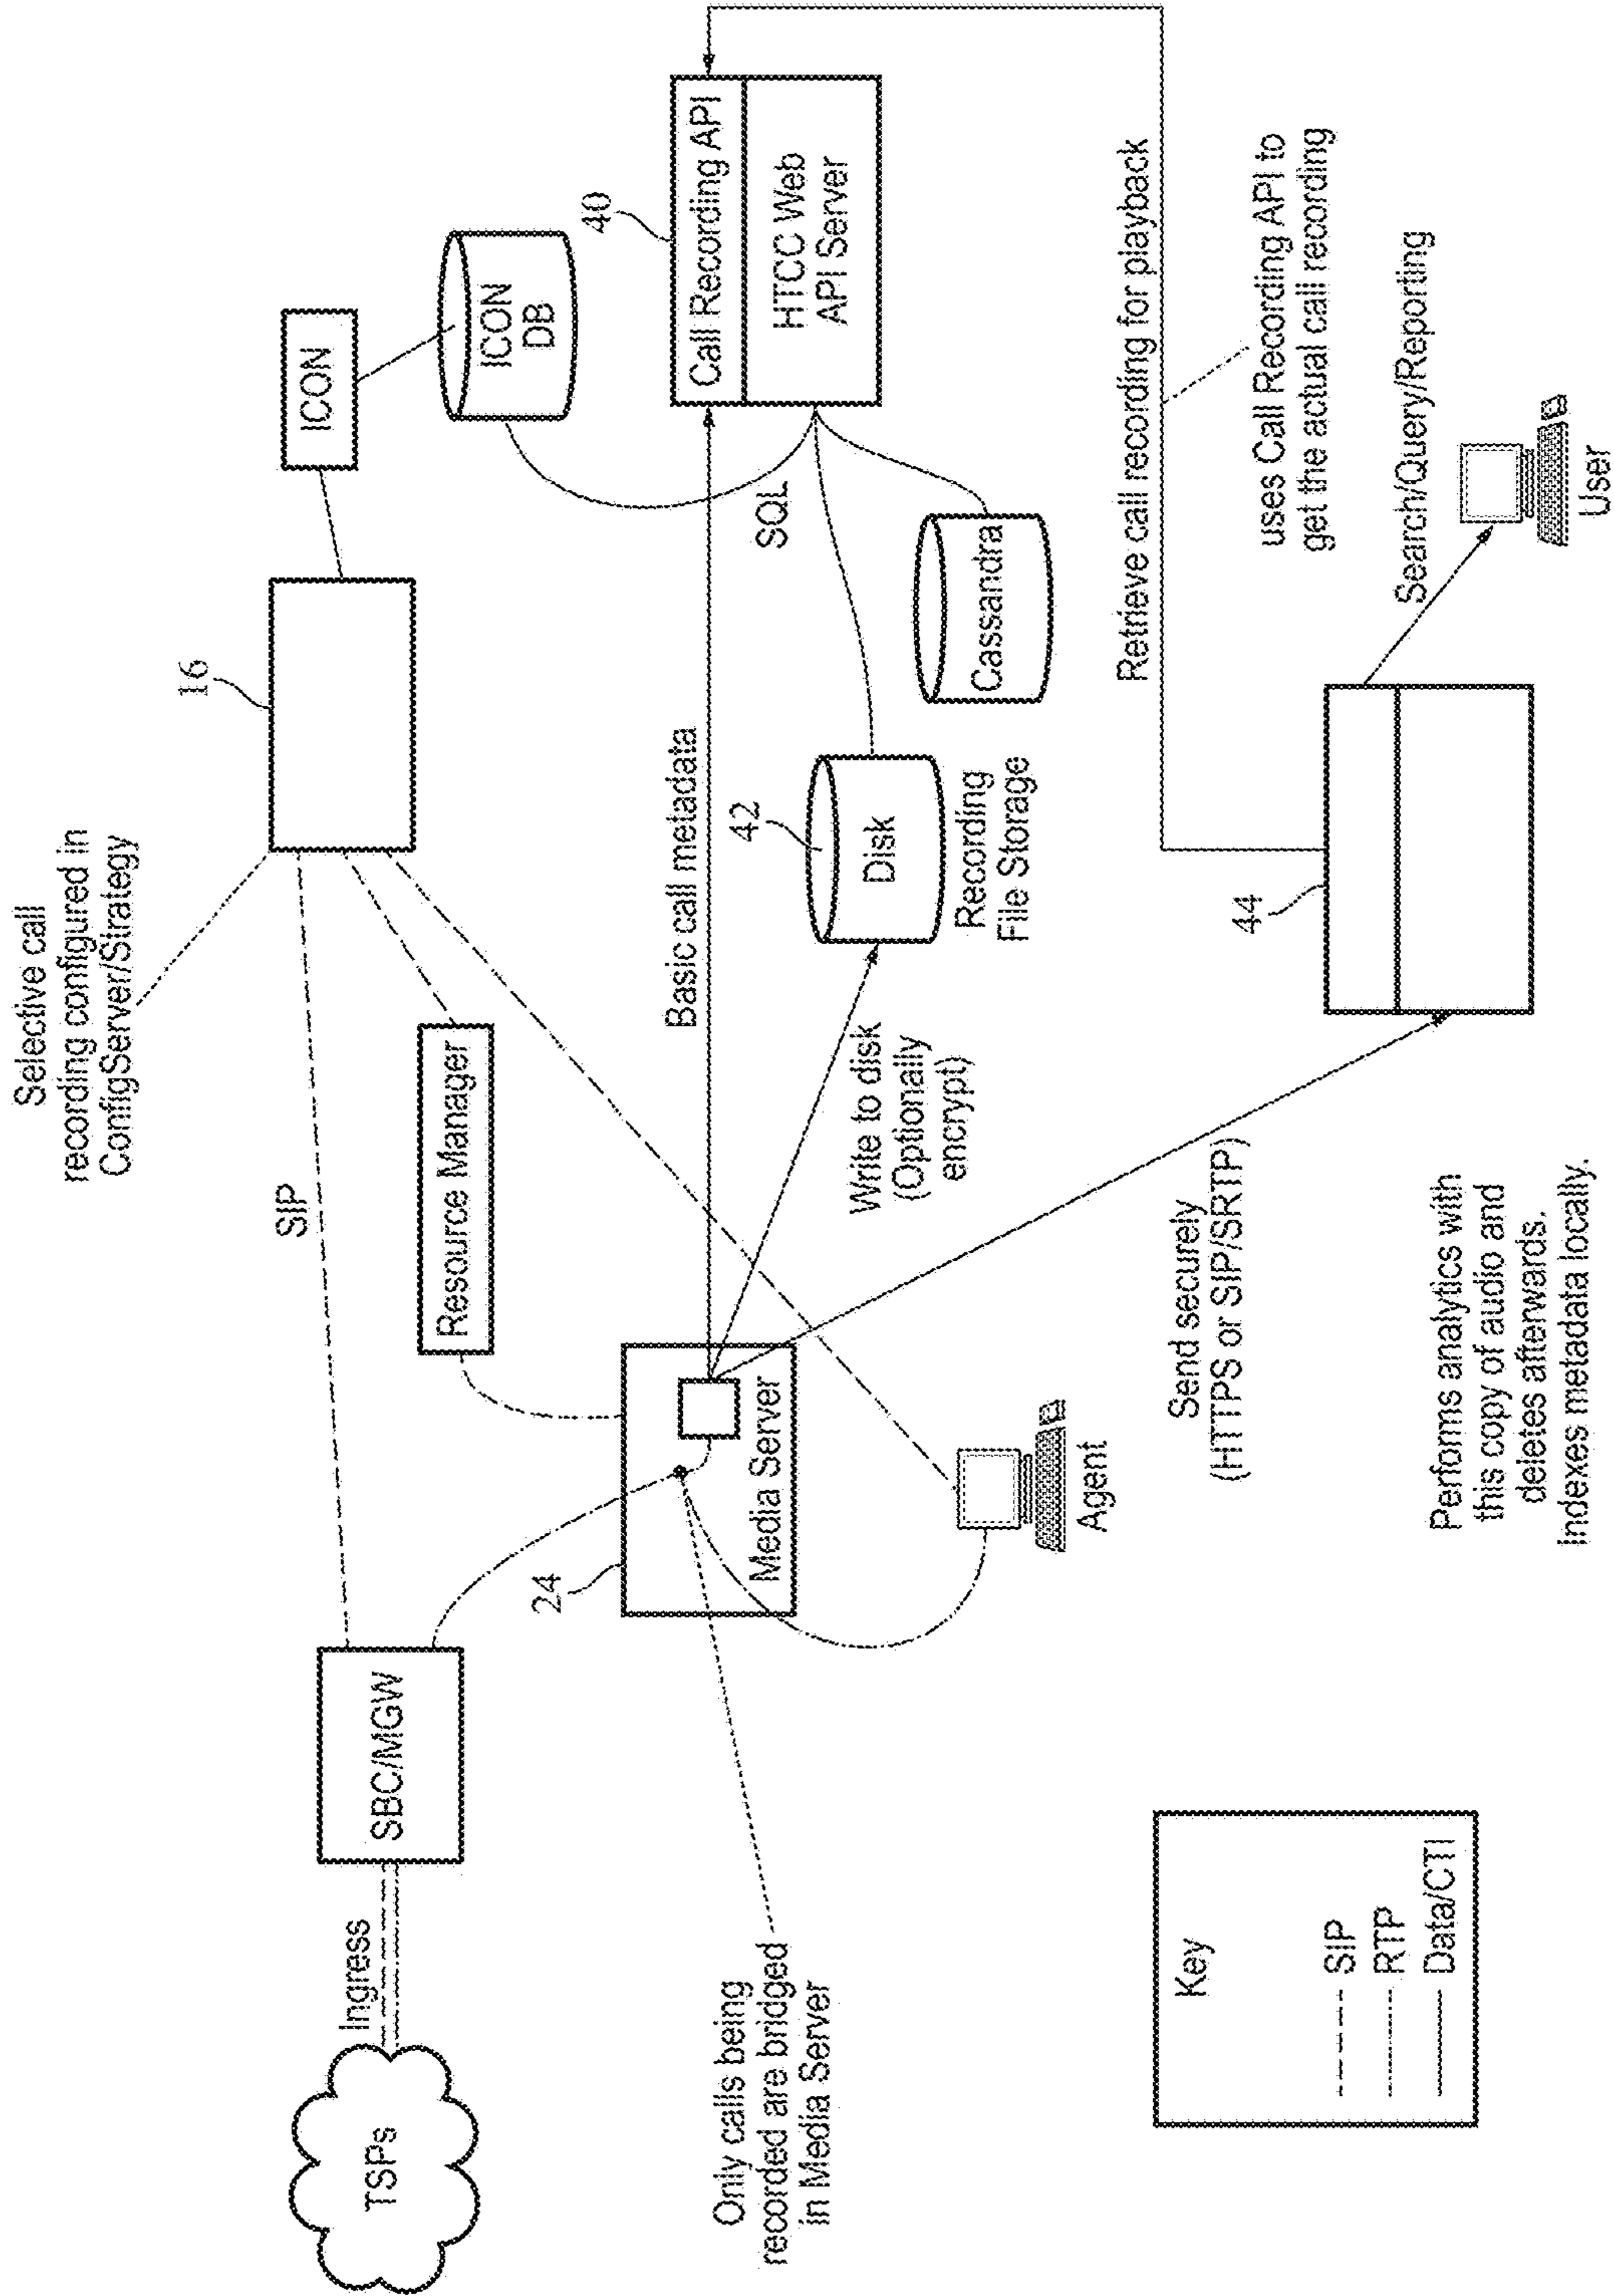 Selective call
recording configured in
ConfigServer/Strategy
16
ICON
ICON
DB
SIP
Resource Manager
TSPs
Ingress
SBC/MGW
24
Media Server
Basic call metadata
40
Call Recording API
HTCC Web
API Server
SQL
42
Disk
Recording
File Storage
Cassandra
Write to disk
(Optionally
encrypt)
Only calls being
recorded are bridged
in Media Server
Agent
Send securely
(HTTPS or SIP/SRTP)
Retrieve call recording for playback
uses Call Recording API to
get the actual call recording
44
Search/Query/Reporting
User
Performs analytics with
this copy of audio and
deletes afterwards.
Indexes metadata locally.
Key
SIP
RTP
Data/CTI